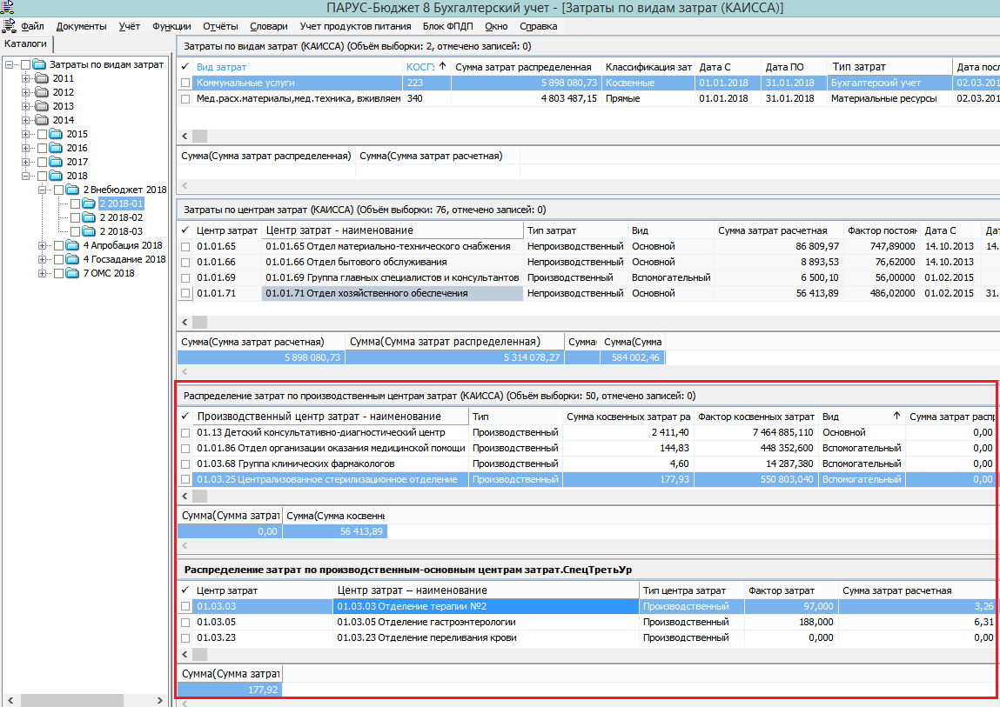 ПАРУС-Бюджет 8 Бухгалтерский учет - [Затраты по видам затрат (КАИССА)]
Файл Документы Учёт Функции Отчёты Словари Учет продуктов питания Блок ФПДП Окно Справка
Каталоги
Затраты по видам затрат
2011
2012
2013
2014
2015
2016
2017
2018
2 Внебюджет 2018
2 2018-01
2 2018-02
2 2018-03
4 Апробация 2018
4 Госзадание 2018
7 ОМС 2018
Затраты по видам затрат (КАИССА) (Объём выборки: 2, отмечено записей: 0)
Вид затрат КОСГУ Сумма затрат распределенная Классификация зат Дата С Дата ПО Тип затрат Дата посл
Коммунальные услуги 223 5 898 080,73 Косвенные 01.01.2018 31.01.2018 Бухгалтерский учет 02.03.201
Мед.расх.материалы,мед.техника, вживляем 340 4 803 487,15 Прямые 01.01.2018 31.01.2018 Материальные ресурсы 02.03.201
Сумма(Сумма затрат распределенная) Сумма(Сумма затрат расчетная)
Затраты по центрам затрат (КАИССА) (Объём выборки: 76, отмечено записей: 0)
Центр затрат Центр затрат - наименование Тип затрат Вид Сумма затрат расчетная Фактор постоян Дата С Дат
01.01.65 01.01.65 Отдел материально-технического снабжения Непроизводственный Основной 86 809,97 747,89000 14.10.2013 14.
01.01.66 01.01.66 Отдел бытового обслуживания Непроизводственный Основной 8 893,53 76,62000 14.10.2013
01.01.69 01.01.69 Группа главных специалистов и консультантов Производственный Вспомогательный 6 500,10 56,00000 01.02.2015
01.01.71 01.01.71 Отдел хозяйственного обеспечения Непроизводственный Основной 56 413,89 486,02000 01.02.2015 31.
Сумма(Сумма затрат расчетная) Сумма(Сумма затрат распределенная) Сумма( Сумма(Сумма
5 898 080,73 5 314 078,27 584 002,46
Распределение затрат по производственным центрам затрат (КАИССА) (Объём выборки: 50, отмечено записей: 0)
Производственный центр затрат - наименование Тип Сумма косвенных затрат ра Фактор косвенных затрат Вид Сумма затрат распр
01.13 Детский консультативно-диагностический центр Производственный 2 411,40 7 464 885,110 Основной 0,00
01.01.86 Отдел организации оказания медицинской помощи Производственный 144,83 448 352,600 Вспомогательный 0,00
01.03.68 Группа клинических фармакологов Производственный 4,60 14 287,380 Вспомогательный 0,00
01.03.25 Централизованное стерилизационное отделение Производственный 177,93 550 803,040 Вспомогательный 0,00
Сумма(Сумма затрат Сумма(Сумма косвенн
0,00 56 413,89
Распределение затрат по производственным-основным центрам затрат.СпецТретьУр
Центр затрат Центр затрат – наименование Тип центра затрат Фактор затрат Сумма затрат расчетная
01.03.03 01.03.03 Отделение терапии №2 Производственный 97,000 3,26
01.03.05 01.03.05 Отделение гастроэнтерологии Производственный 188,000 6,31
01.03.23 01.03.23 Отделение переливания крови Производственный 0,000 0,00
Сумма(Сумма затрат
177,92